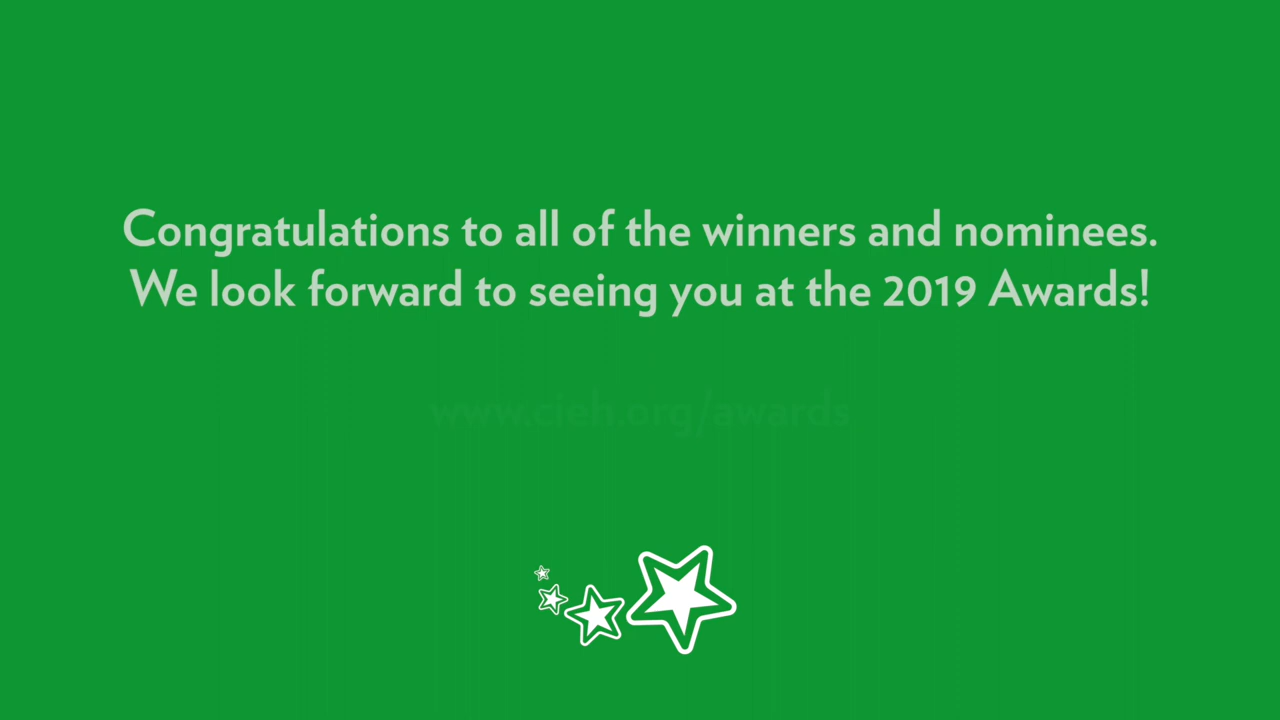 Congratulations to all of the winners and nominees.
We look forward to seeing you at the 2019 Awards!
www.cieh.org/awards